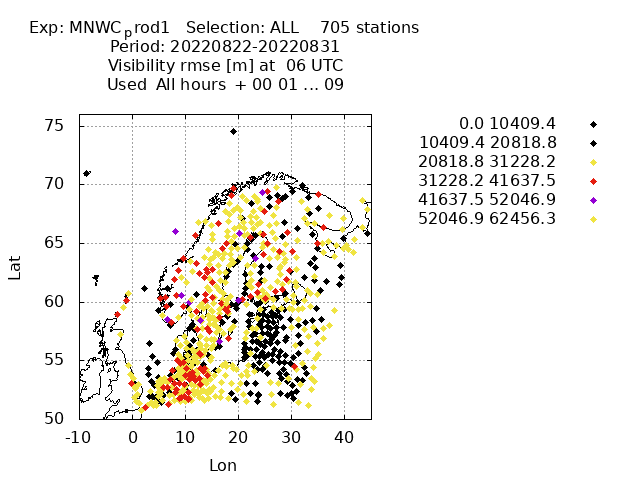 Exp: MNWCprod1 Selection: ALL 705 stations
Period: 20220822-20220831
Visibility rmse [m] at 06 UTC
Used All hours + 00 01 ... 09
0.0 10409.4
10409.4 20818.8
20818.8 31228.2
31228.2 41637.5
41637.5 52046.9
52046.9 62456.3
75
70
65
60
55
50
Lat
-10 0 10 20 30 40
Lon